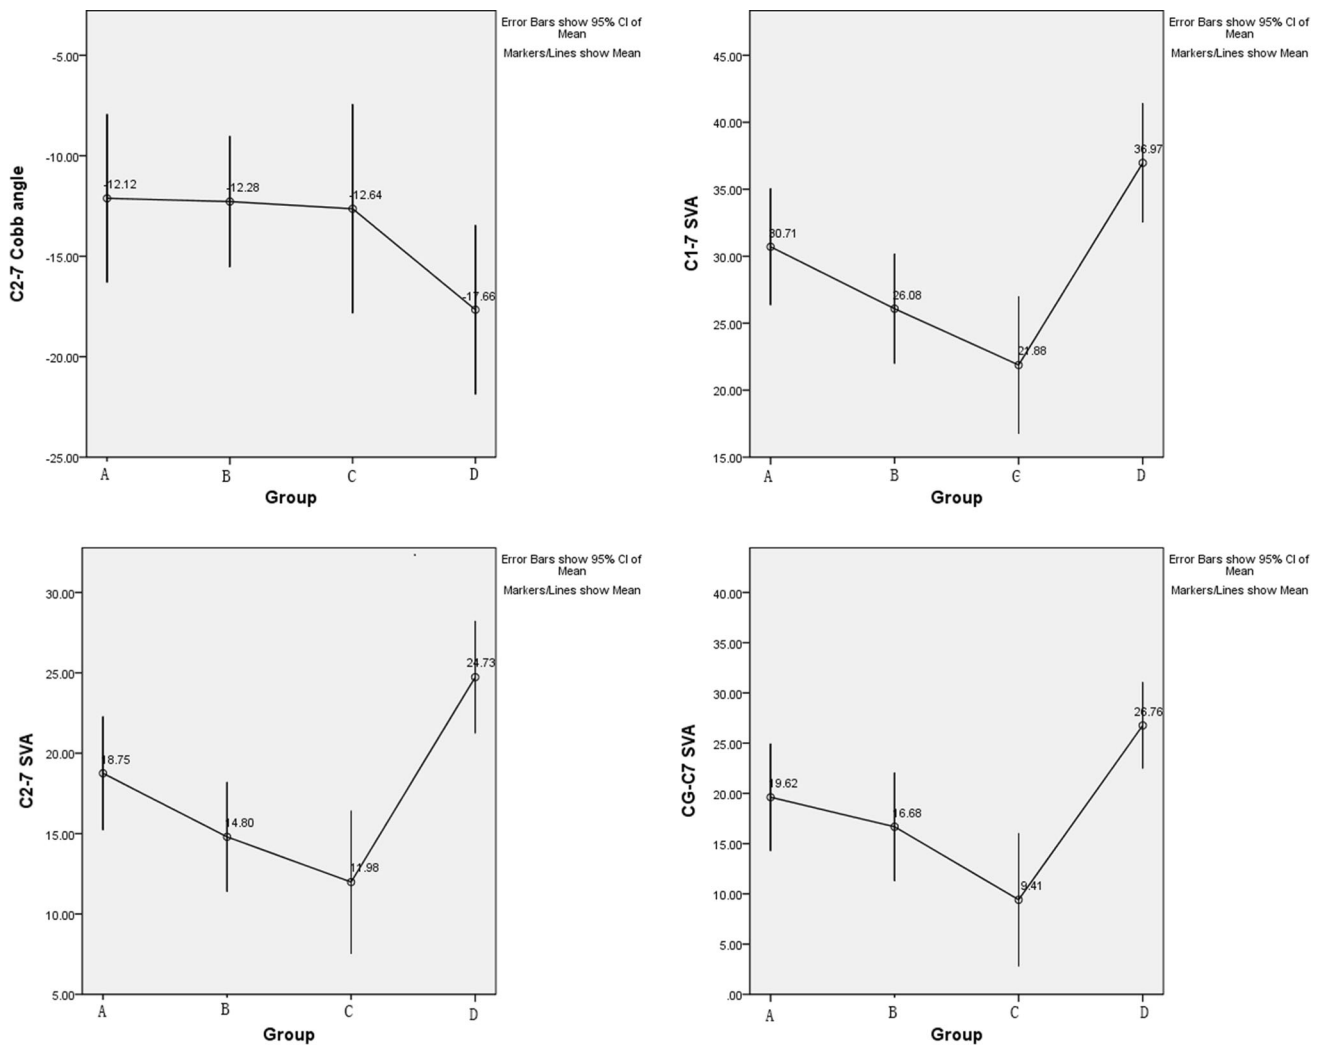 Error Bars show 95% CI of
Mean
Markers/Lines show Mean
-5.00
-10.00
-15.00
-20.00
-25.00
C2-7 Cobb angle
-12.12
-12.28
-12.64
-17.66
A B C D
Group
Error Bars show 95% CI of
Mean
Markers/Lines show Mean
45.00
40.00
35.00
30.00
25.00
20.00
15.00
C1-7 SVA
30.71
26.08
21.88
36.97
A B C D
Group
Error Bars show 95% CI of
Mean
Markers/Lines show Mean
30.00
25.00
20.00
15.00
10.00
5.00
C2-7 SVA
18.75
14.80
11.98
24.73
A B C D
Group
Error Bars show 95% CI of
Mean
Markers/Lines show Mean
40.00
35.00
30.00
25.00
20.00
15.00
10.00
5.00
.00
CG-C7 SVA
19.62
16.68
9.41
26.76
A B C D
Group